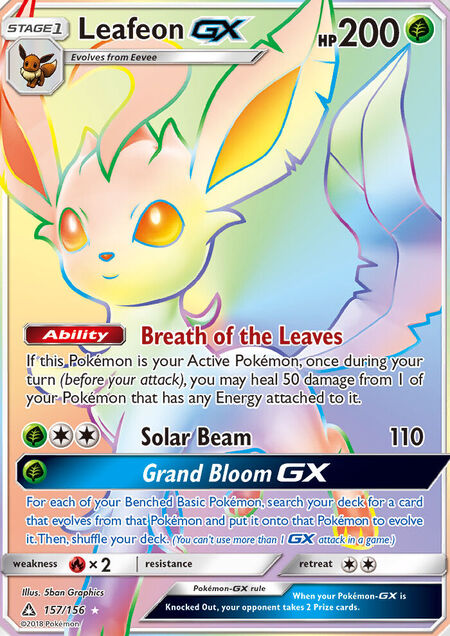 STAGE 1 Leafeon GX HP 200
Evolves from Eevee
Ability Breath of the Leaves
If this Pokémon is your Active Pokémon, once during your
turn (before your attack), you may heal 50 damage from 1 of
your Pokémon that has any Energy attached to it.
Solar Beam 110
Grand Bloom GX
For each of your Benched Basic Pokémon, search your deck for a card
that evolves from that Pokémon and put it onto that Pokémon to evolve
it. Then, shuffle your deck. (You can't use more than 1 GX attack in a game.)
weakness × 2 resistance retreat
Illus. 5ban Graphics
157/156
©2018 Pokémon
Pokémon-GX rule
When your Pokémon-GX is
Knocked Out, your opponent takes 2 Prize cards.